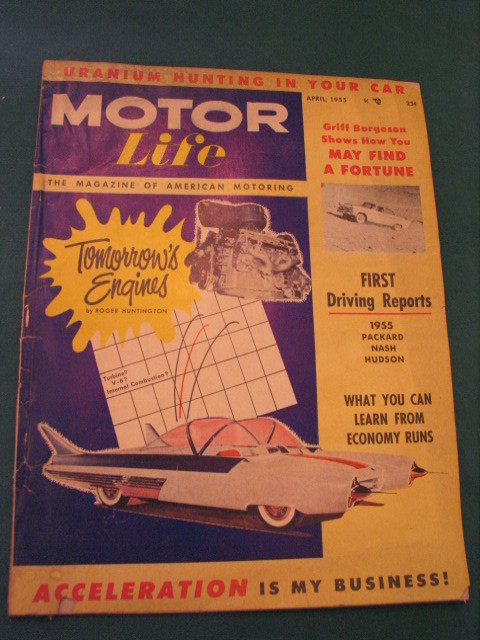 URANIUM HUNTING IN YOUR CAR
MOTOR
Life
APRIL, 1955
25¢
THE MAGAZINE OF AMERICAN MOTORING
Griff Borgeson
Shows How You
MAY FIND
A FORTUNE
Tomorrow's
Engines
by ROGER HUNTINGTON
Turbine?
V-6?
Internal Combustion?
FIRST
Driving Reports
1955
PACKARD
NASH
HUDSON
WHAT YOU CAN
LEARN FROM
ECONOMY RUNS
ACCELERATION IS MY BUSINESS!